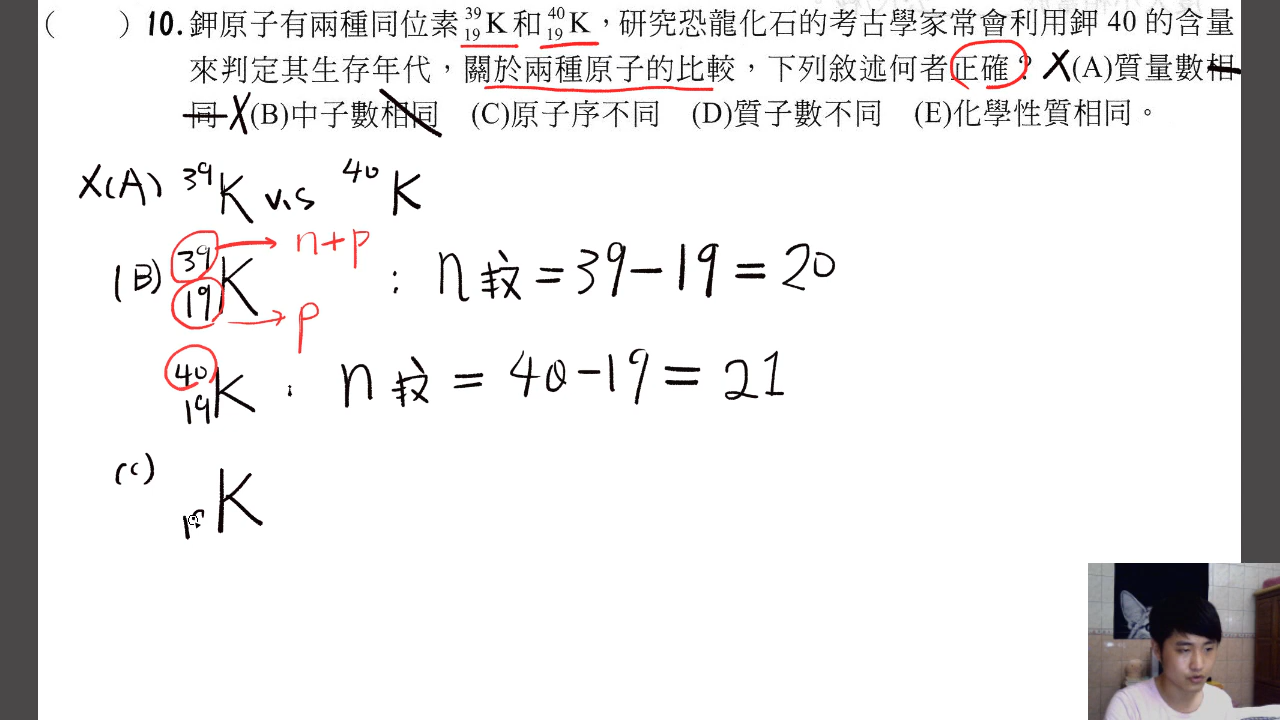 (　　) 10. 鉀原子有兩種同位素 ³⁹₁₉K 和 ⁴⁰₁₉K，研究恐龍化石的考古學家常會利用鉀 40 的含量
來判定其生存年代，關於兩種原子的比較，下列敘述何者正確？ X(A)質量數相
同 X(B)中子數相同 (C)原子序不同 (D)質子數不同 (E)化學性質相同。
X(A) ³⁹K v.s ⁴⁰K
(B) ³⁹₁₉K : n 数 = 39 - 19 = 20
→ n+p
→ p
⁴⁰₁₉K : n 数 = 40 - 19 = 21
(C) K